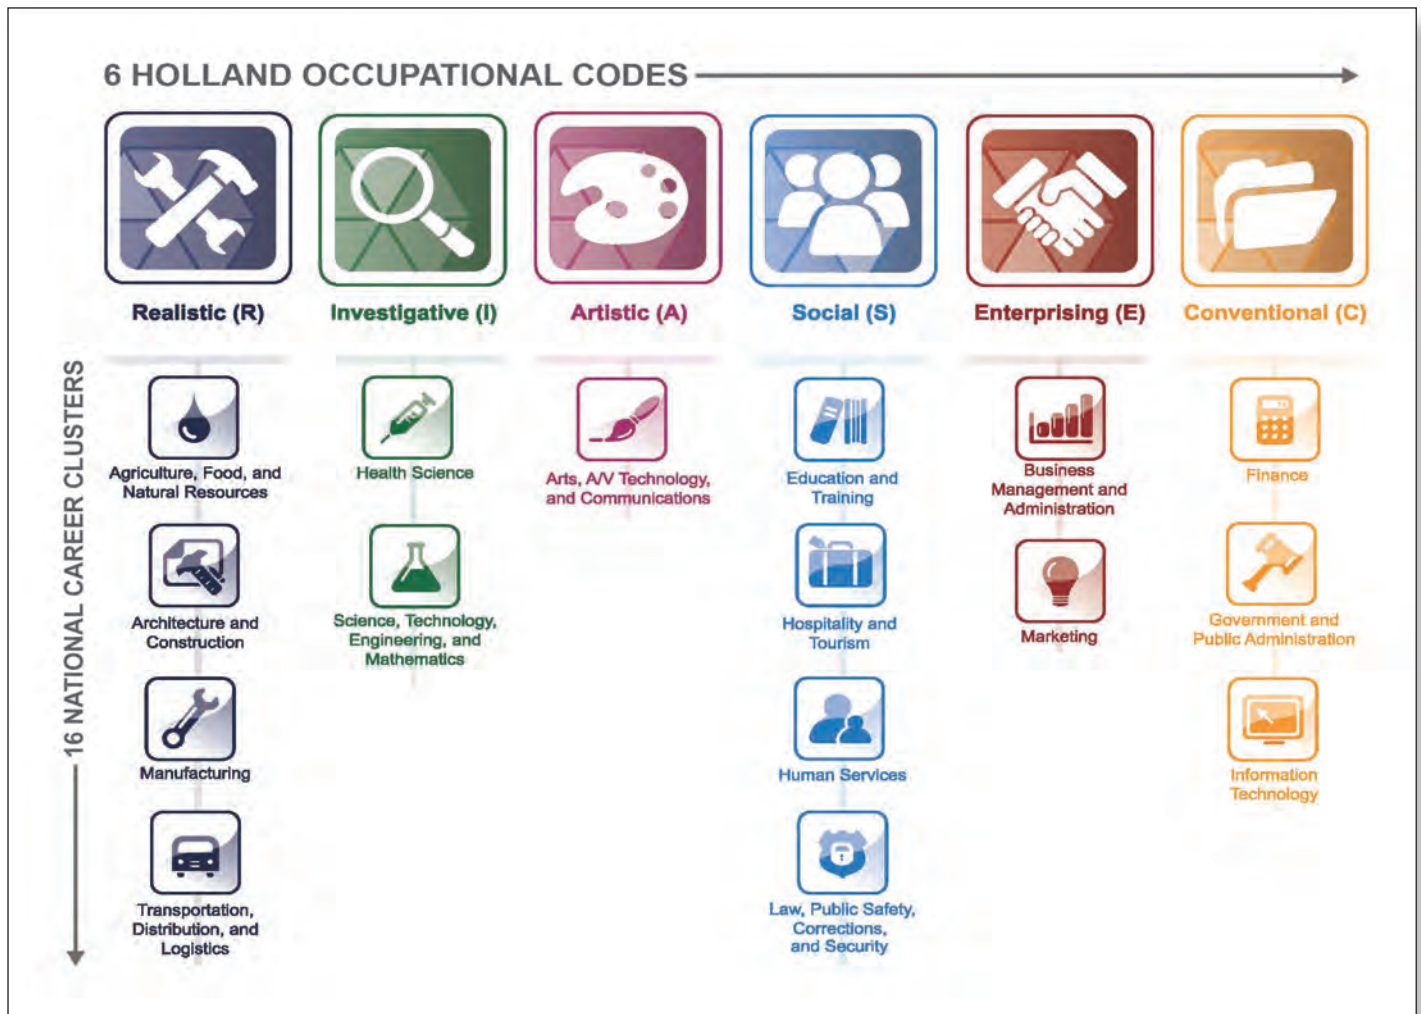 6 HOLLAND OCCUPATIONAL CODES
Realistic (R)
Investigative (I)
Artistic (A)
Social (S)
Enterprising (E)
Conventional (C)
16 NATIONAL CAREER CLUSTERS
Agriculture, Food, and
Natural Resources
Architecture and
Construction
Manufacturing
Transportation,
Distribution, and
Logistics
Health Science
Science, Technology,
Engineering, and
Mathematics
Arts, A/V Technology,
and Communications
Education and
Training
Hospitality and
Tourism
Human Services
Law, Public Safety,
Corrections,
and Security
Business
Management and
Administration
Marketing
Finance
Government and
Public Administration
Information
Technology